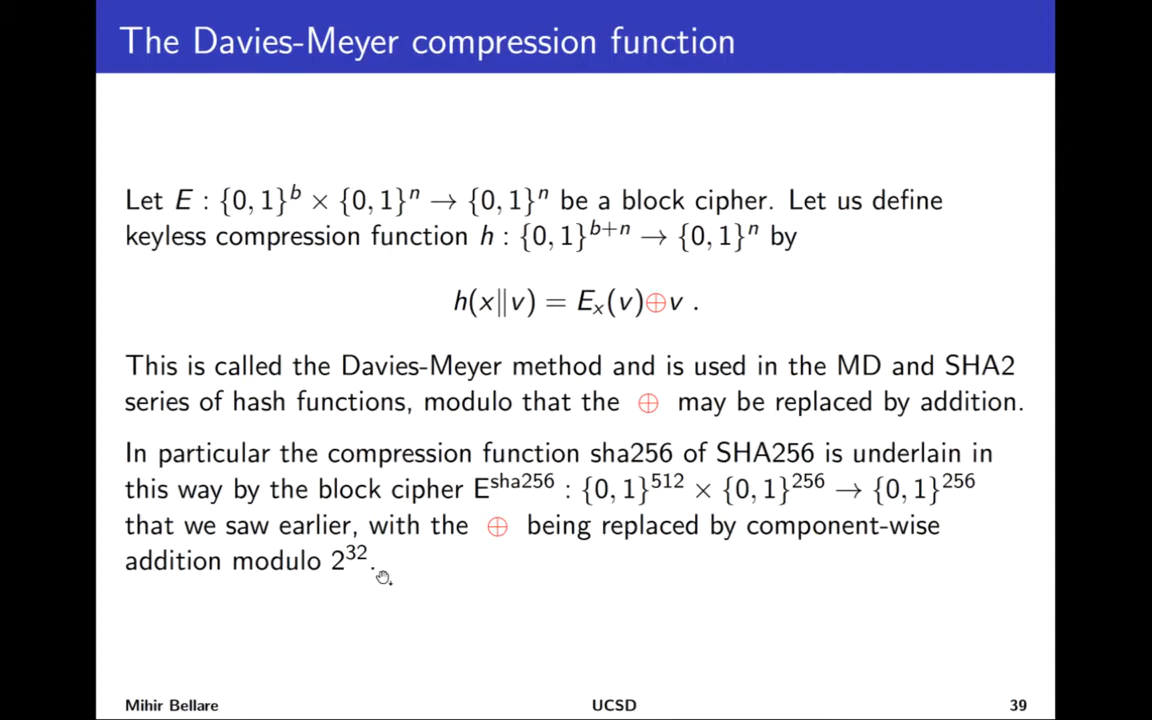 The Davies-Meyer compression function
Let E : {0, 1}^b × {0, 1}^n → {0, 1}^n be a block cipher. Let us define
keyless compression function h : {0, 1}^{b+n} → {0, 1}^n by
h(x∥v) = E_x(v)⊕v .
This is called the Davies-Meyer method and is used in the MD and SHA2
series of hash functions, modulo that the ⊕ may be replaced by addition.
In particular the compression function sha256 of SHA256 is underlain in
this way by the block cipher E^{sha256} : {0, 1}^{512} × {0, 1}^{256} → {0, 1}^{256}
that we saw earlier, with the ⊕ being replaced by component-wise
addition modulo 2^{32}.
Mihir Bellare UCSD 39